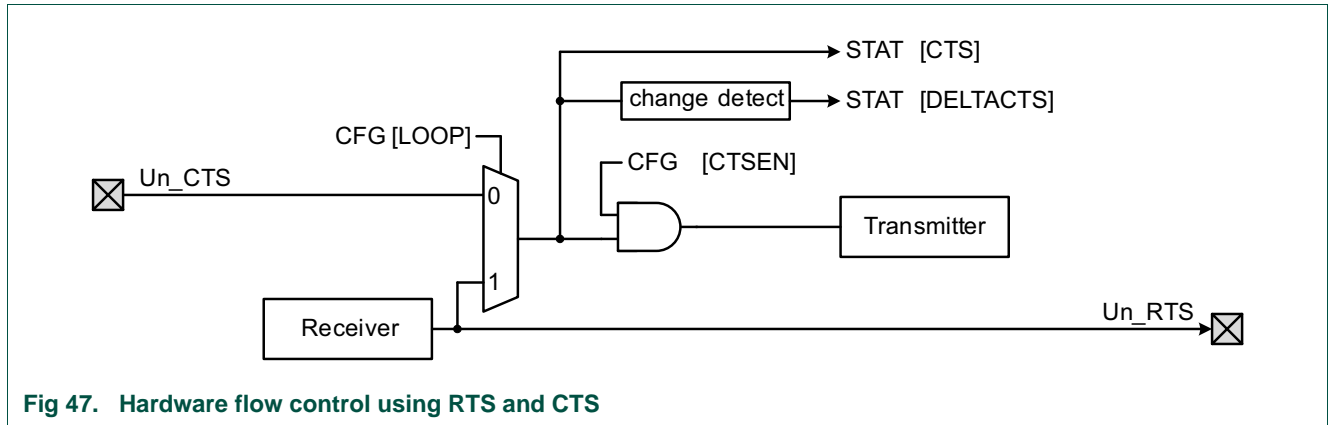 STAT [CTS]
change detect
STAT [DELTACTS]
CFG [LOOP]
CFG [CTSEN]
Un_CTS
0
Transmitter
1
Receiver
Un_RTS
Fig 47. Hardware flow control using RTS and CTS